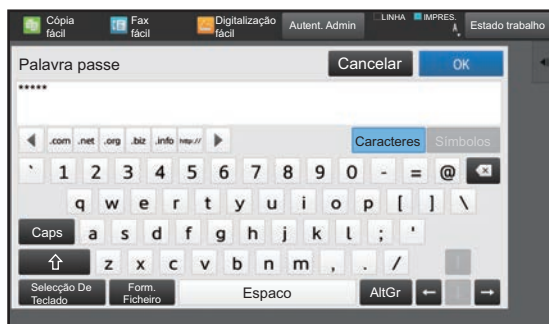 Cópia fácil
Fax fácil
Digitalização fácil
Autent. Admin
LINHA
IMPRES.
Estado trabalho
Palavra passe
Cancelar
OK
*****
.com .net .org .biz .info http://
Caracteres
Símbolos
` 1 2 3 4 5 6 7 8 9 0 - = @
q w e r t y u i o p [ ] \
Caps a s d f g h j k l ; '
z x c v b n m , . /
Selecção De Teclado
Form. Ficheiro
Espaco
AltGr